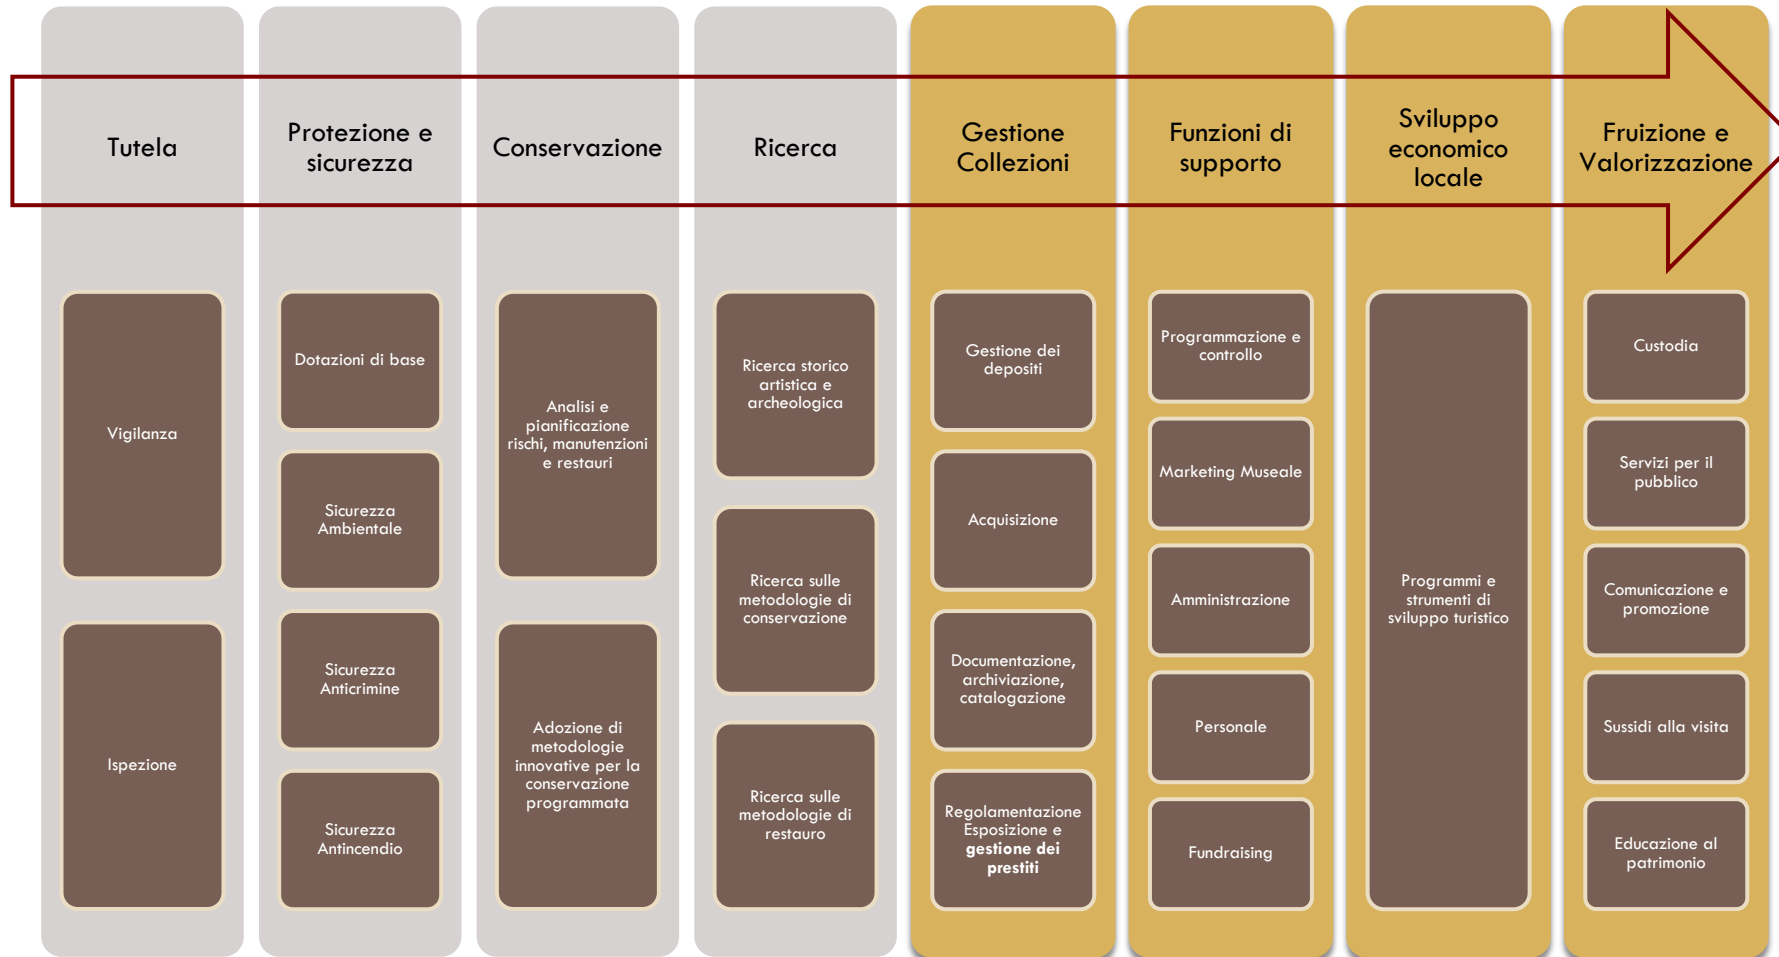 Tutela
Protezione e
sicurezza
Conservazione
Ricerca
Gestione
Collezioni
Funzioni di
supporto
Sviluppo
economico
locale
Fruizione e
Valorizzazione
Vigilanza
Ispezione
Dotazioni di base
Sicurezza
Ambientale
Sicurezza
Anticrimine
Sicurezza
Antincendio
Analisi e
pianificazione
rischi, manutenzioni
e restauri
Adozione di
metodologie
innovative per la
conservazione
programmata
Ricerca storico
artistica e
archeologica
Ricerca sulle
metodologie di
conservazione
Ricerca sulle
metodologie di
restauro
Gestione dei
depositi
Acquisizione
Documentazione,
archiviazione,
catalogazione
Regolamentazione
Esposizione e
gestione dei
prestiti
Programmazione e
controllo
Marketing Museale
Amministrazione
Personale
Fundraising
Programmi e
strumenti di
sviluppo turistico
Custodia
Servizi per il
pubblico
Comunicazione e
promozione
Sussidi alla visita
Educazione al
patrimonio